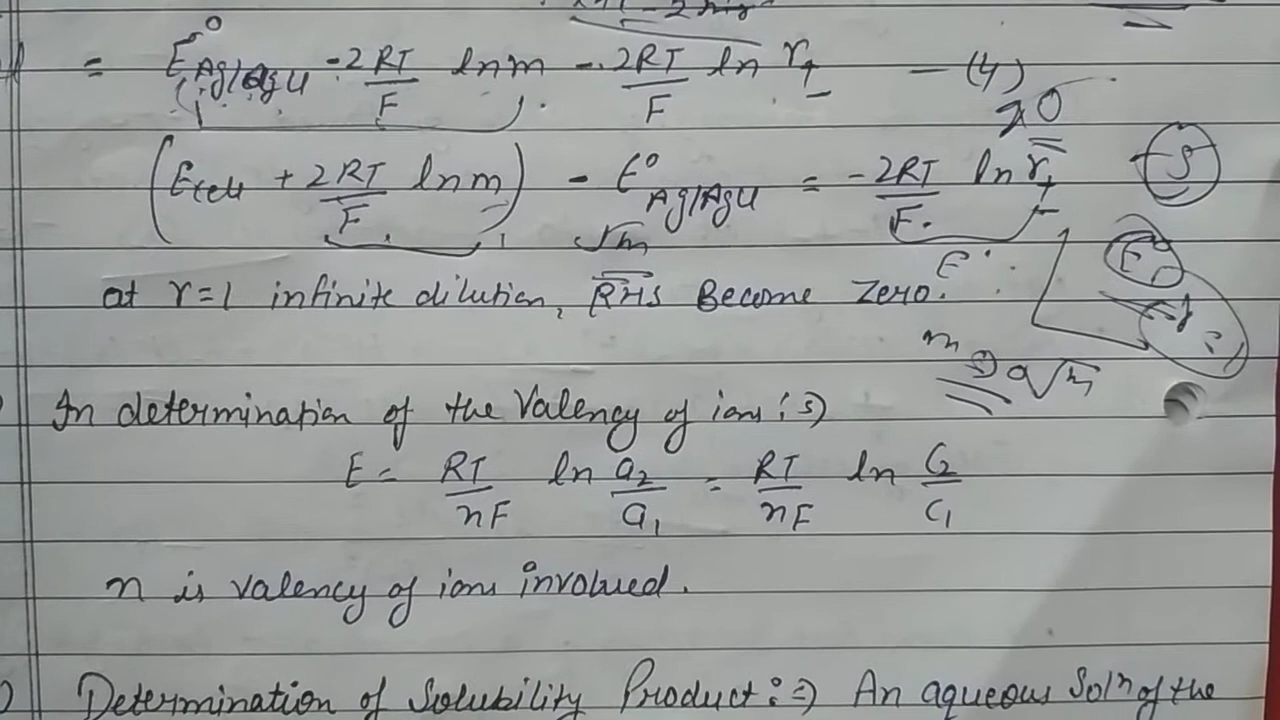 = E°Ag/AgCl - 2RT/F ln m - 2RT/F ln γ± — (4)
(Ecell + 2RT/F ln m) - E°Ag/AgCl = -2RT/F ln γ±
√m
at γ=1 infinite dilution, RHS Become Zero.
m
√m
In determination of the Valency of ions :⇒
E = RT/nF ln a2/a1 = RT/nF ln C2/C1
n is valency of ions involved.
Determination of Solubility Product :⇒ An aqueous Solⁿ of the